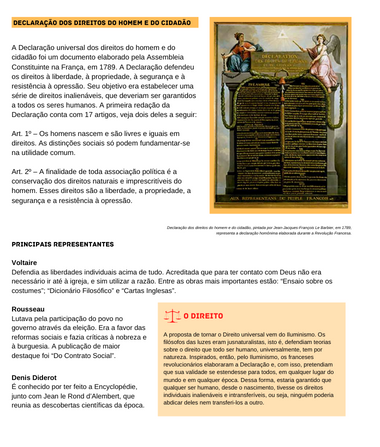 DECLARAÇÃO DOS DIREITOS DO HOMEM E DO CIDADÃO
A Declaração universal dos direitos do homem e do
cidadão foi um documento elaborado pela Assembleia
Constituinte na França, em 1789. A Declaração defendeu
os direitos à liberdade, à propriedade, à segurança e à
resistência à opressão. Seu objetivo era estabelecer uma
série de direitos inalienáveis, que deveriam ser garantidos
a todos os seres humanos. A primeira redação da
Declaração conta com 17 artigos, veja dois deles a seguir:
Art. 1º – Os homens nascem e são livres e iguais em
direitos. As distinções sociais só podem fundamentar-se
na utilidade comum.
Art. 2º – A finalidade de toda associação política é a
conservação dos direitos naturais e imprescritíveis do
homem. Esses direitos são a liberdade, a propriedade, a
segurança e a resistência à opressão.
Declaração dos direitos do homem e do cidadão, pintada por Jean-Jacques François Le Barbier, em 1789,
representa a declaração homônima elaborada durante a Revolução Francesa.
PRINCIPAIS REPRESENTANTES
Voltaire
Defendia as liberdades individuais acima de tudo. Acreditada que para ter contato com Deus não era
necessário ir até à igreja, e sim utilizar a razão. Entre as obras mais importantes estão: “Ensaio sobre os
costumes”; “Dicionário Filosófico” e “Cartas Inglesas”.
Rousseau
Lutava pela participação do povo no
governo através da eleição. Era a favor das
reformas sociais e fazia críticas à nobreza e
à burguesia. A publicação de maior
destaque foi “Do Contrato Social”.
Denis Diderot
É conhecido por ter feito a Encyclopédie,
junto com Jean le Rond d’Alembert, que
reunia as descobertas científicas da época.
O DIREITO
A proposta de tornar o Direito universal vem do Iluminismo. Os
filósofos das luzes eram jusnaturalistas, isto é, defendiam teorias
sobre o direito que todo ser humano, universalmente, tem por
natureza. Inspirados, então, pelo Iluminismo, os franceses
revolucionários elaboraram a Declaração e, com isso, pretendiam
que sua validade se estendesse para todos, em qualquer lugar do
mundo e em qualquer época. Dessa forma, estaria garantido que
qualquer ser humano, desde o nascimento, tivesse os direitos
individuais inalienáveis e intransferíveis, ou seja, ninguém poderia
abdicar deles nem transferi-los a outro.